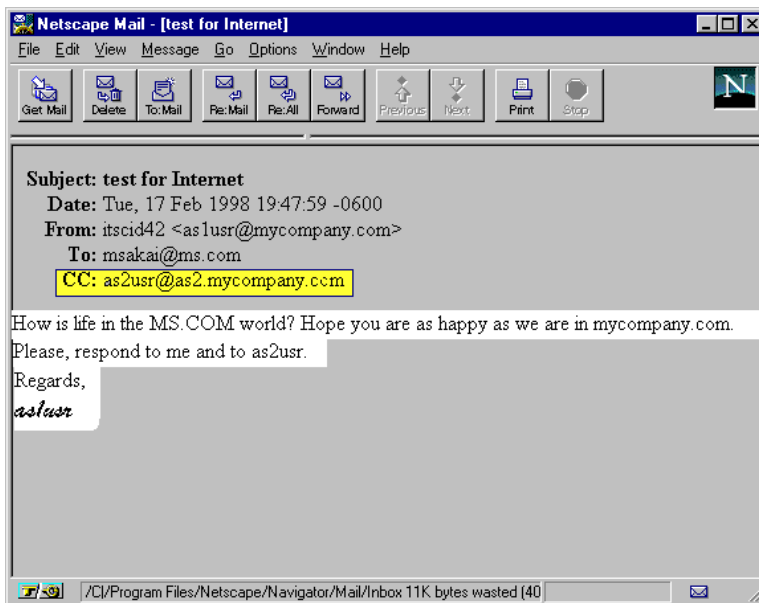 Netscape Mail - [test for Internet]
File Edit View Message Go Options Window Help
Get Mail Delete To: Mail Re: Mail Re: All Forward Previous Next Print Stop
N
Subject: test for Internet
Date: Tue, 17 Feb 1998 19:47:59 -0600
From: itscid42 <as1usr@mycompany.com>
To: msakai@ms.com
CC: as2usr@as2.mycompany.com
How is life in the MS.COM world? Hope you are as happy as we are in mycompany.com.
Please, respond to me and to as2usr.
Regards,
as1usr
/C|/Program Files/Netscape/Navigator/Mail/Inbox 11K bytes wasted (40